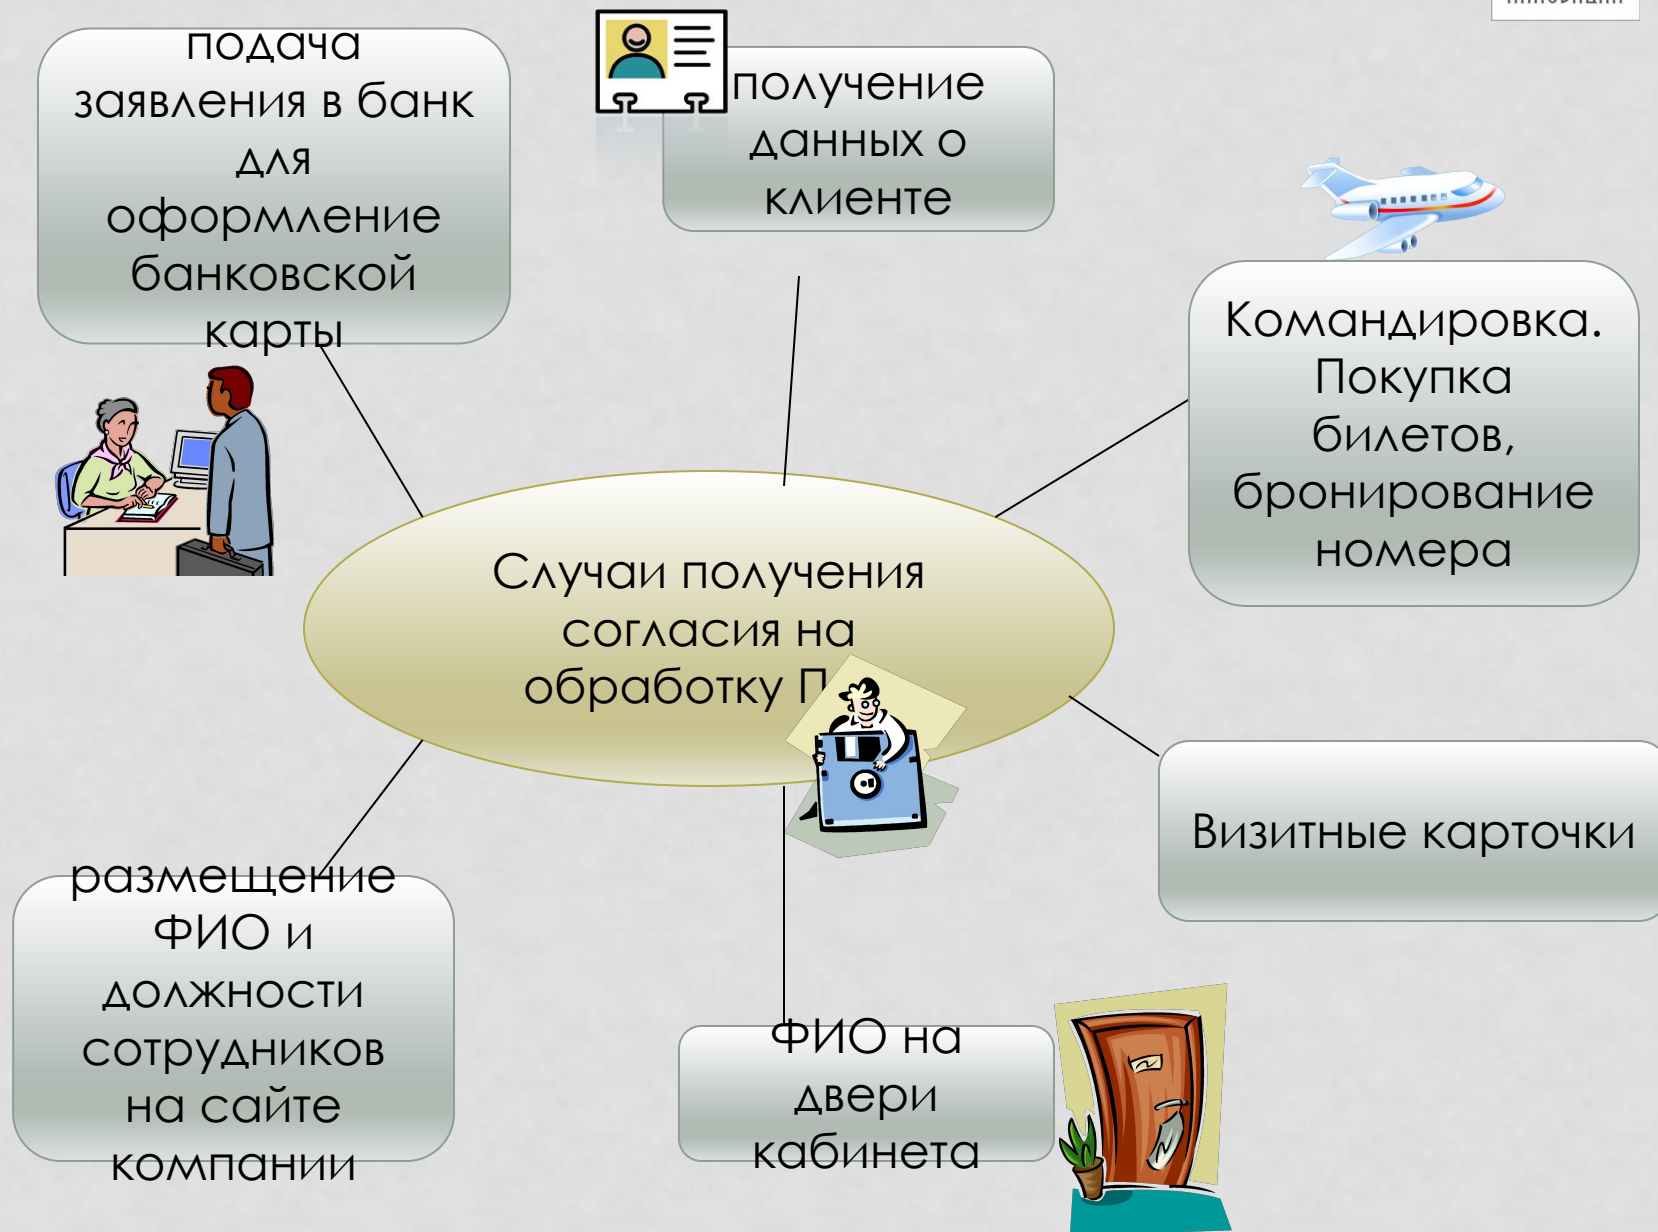 подача
заявления в банк
для
оформление
банковской
карты
получение
данных о
клиенте
Командировка.
Покупка
билетов,
бронирование
номера
Случаи получения
согласия на
обработку П
Визитные карточки
размещение
ФИО и
должности
сотрудников
на сайте
компании
ФИО на
двери
кабинета